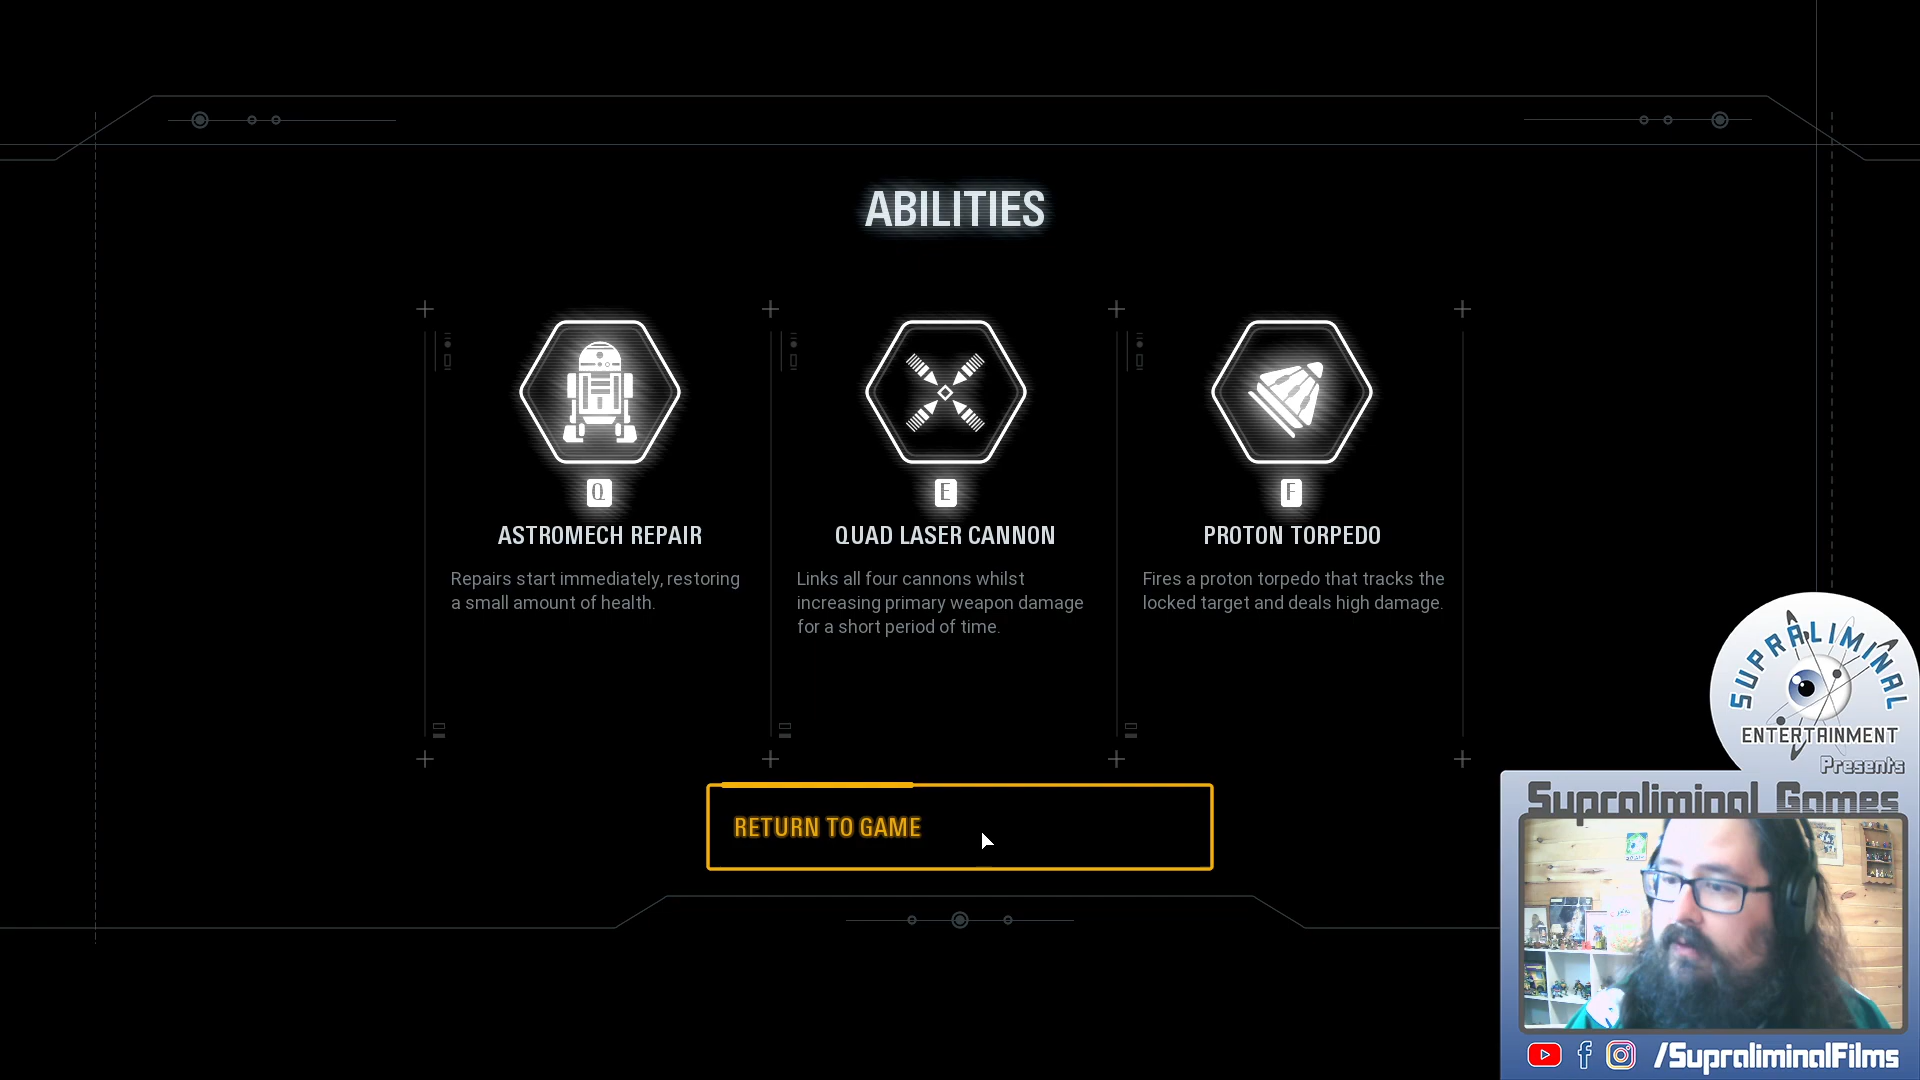 ABILITIES
Q
E
F
ASTROMECH REPAIR
Repairs start immediately, restoring
a small amount of health.
QUAD LASER CANNON
Links all four cannons whilst
increasing primary weapon damage
for a short period of time.
PROTON TORPEDO
Fires a proton torpedo that tracks the
locked target and deals high damage.
RETURN TO GAME
SUPRALIMINAL
ENTERTAINMENT
Presents
Supraliminal Games
/SupraliminalFilms